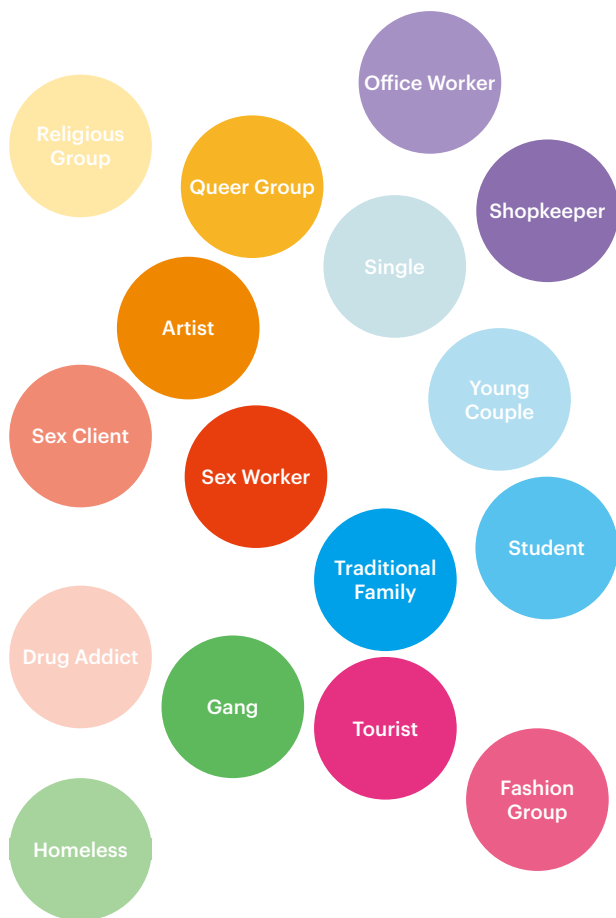 Office Worker
Religious
Group
Queer Group
Shopkeeper
Single
Artist
Young
Couple
Sex Client
Sex Worker
Student
Traditional
Family
Drug Addict
Gang
Tourist
Fashion
Group
Homeless